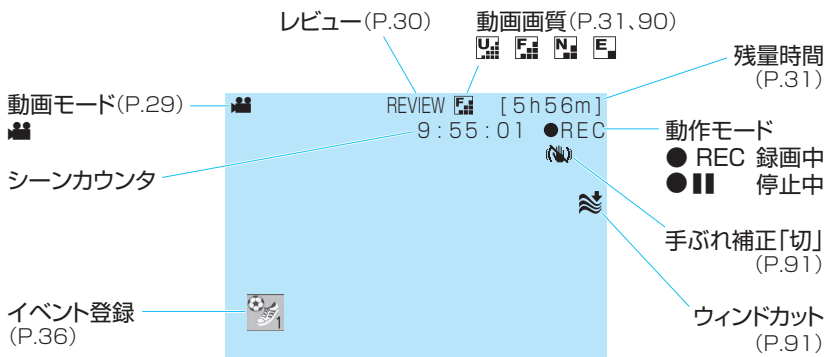 レビュー(P.30)
動画画質(P.31、90)
U F N E
残量時間
(P.31)
動画モード(P.29)
REVIEW F [5h56m]
9:55:01 ●REC
動作モード
● REC 録画中
●❚❚ 停止中
シーンカウンタ
手ぶれ補正「切」
(P.91)
イベント登録
(P.36)
1
ウィンドカット
(P.91)